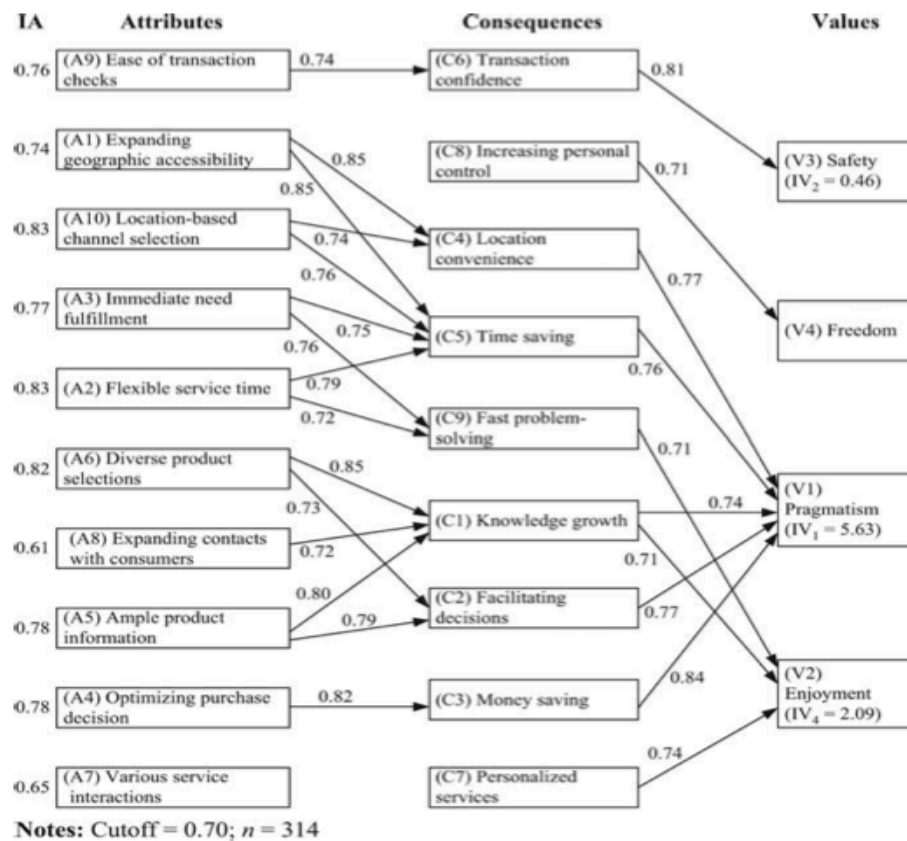 IA Attributes Consequences Values
0.76 (A9) Ease of transaction
checks
0.74
(C6) Transaction
confidence
0.81
0.74 (A1) Expanding
geographic accessibility
0.85
0.85
(C8) Increasing personal
control
0.71
(V3) Safety
(IV2 = 0.46)
0.83 (A10) Location-based
channel selection
0.74
0.76
(C4) Location
convenience
0.77
0.77 (A3) Immediate need
fulfillment
0.75
0.76
(C5) Time saving
0.76
(V4) Freedom
0.83 (A2) Flexible service time
0.79
0.72
(C9) Fast problem-
solving
0.71
0.82 (A6) Diverse product
selections
0.85
0.73
(C1) Knowledge growth
0.74
0.71
(V1)
Pragmatism
(IV1 = 5.63)
0.61 (A8) Expanding contacts
with consumers
0.72
0.78 (A5) Ample product
information
0.80
0.79
(C2) Facilitating
decisions
0.77
0.78 (A4) Optimizing purchase
decision
0.82
(C3) Money saving
0.84
(V2)
Enjoyment
(IV4 = 2.09)
0.65 (A7) Various service
interactions
(C7) Personalized
services
0.74
Notes: Cutoff = 0.70; n = 314